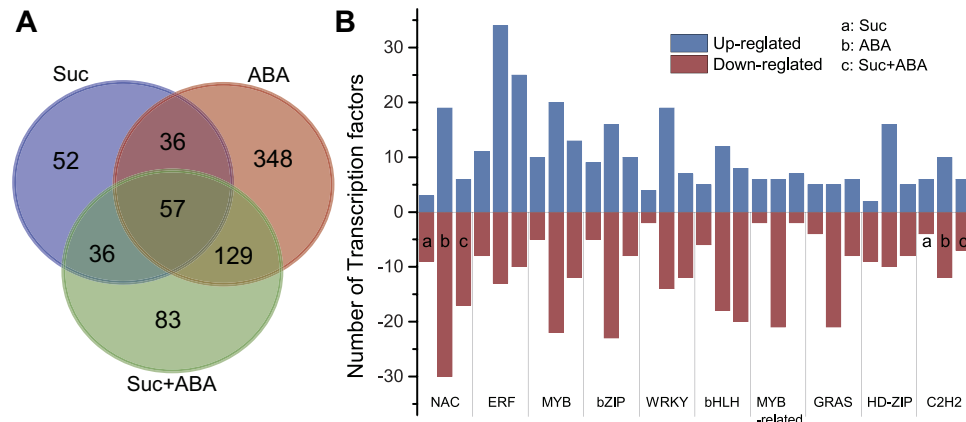 A
Suc
ABA
52
36
348
57
36
129
83
Suc+ABA
B
Number of Transcription factors
30
20
10
0
-10
-20
-30
Up-reglated
Down-reglated
a: Suc
b: ABA
c: Suc+ABA
a b c
a b c
NAC ERF MYB bZIP WRKY bHLH MYB GRAS HD-ZIP C2H2
-related